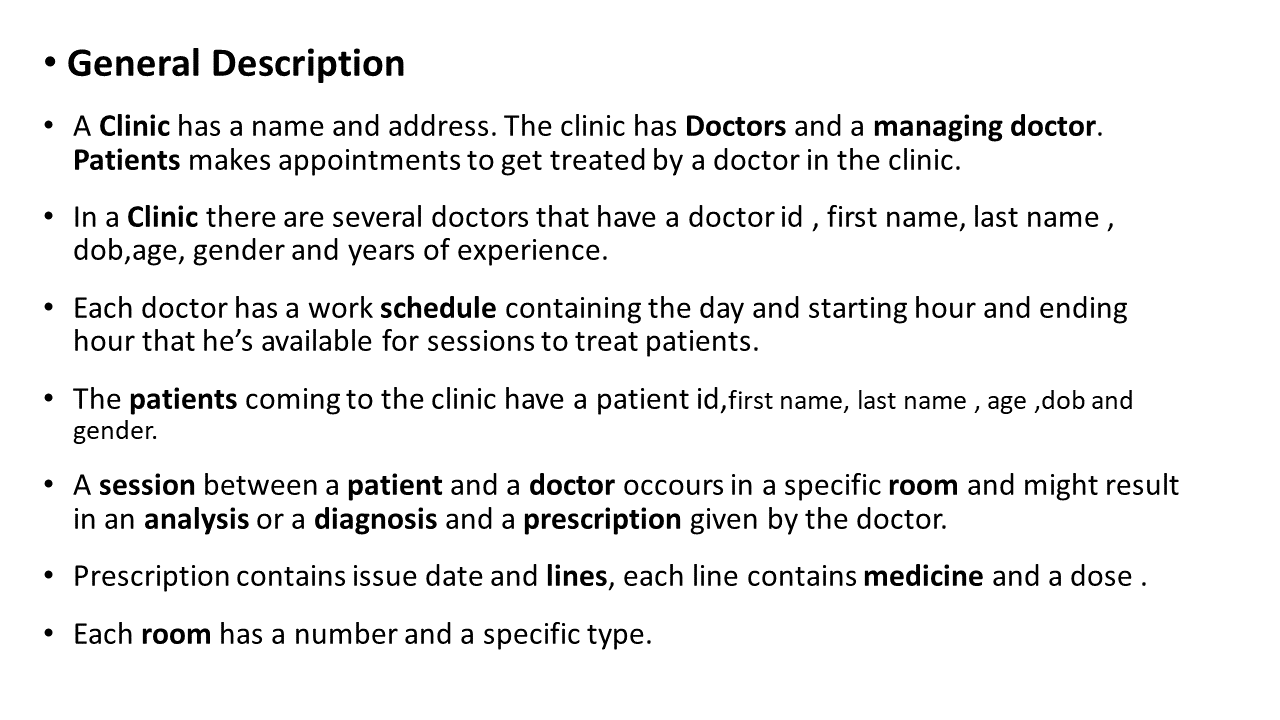 • General Description
• A Clinic has a name and address. The clinic has Doctors and a managing doctor.
Patients makes appointments to get treated by a doctor in the clinic.
• In a Clinic there are several doctors that have a doctor id , first name, last name ,
dob,age, gender and years of experience.
• Each doctor has a work schedule containing the day and starting hour and ending
hour that he’s available for sessions to treat patients.
• The patients coming to the clinic have a patient id,first name, last name , age ,dob and
gender.
• A session between a patient and a doctor occours in a specific room and might result
in an analysis or a diagnosis and a prescription given by the doctor.
• Prescription contains issue date and lines, each line contains medicine and a dose .
• Each room has a number and a specific type.